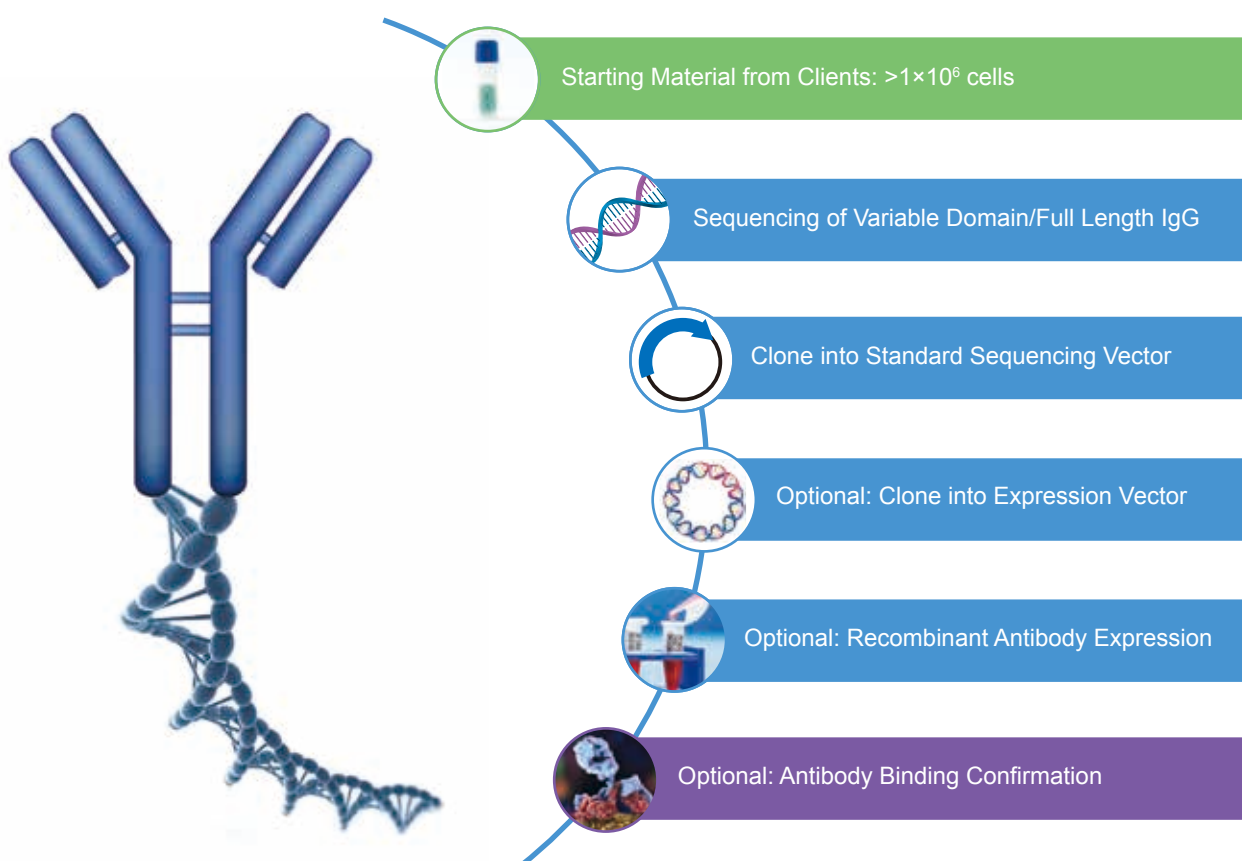 Starting Material from Clients: >1×10⁶ cells
Sequencing of Variable Domain/Full Length IgG
Clone into Standard Sequencing Vector
Optional: Clone into Expression Vector
Optional: Recombinant Antibody Expression
Optional: Antibody Binding Confirmation